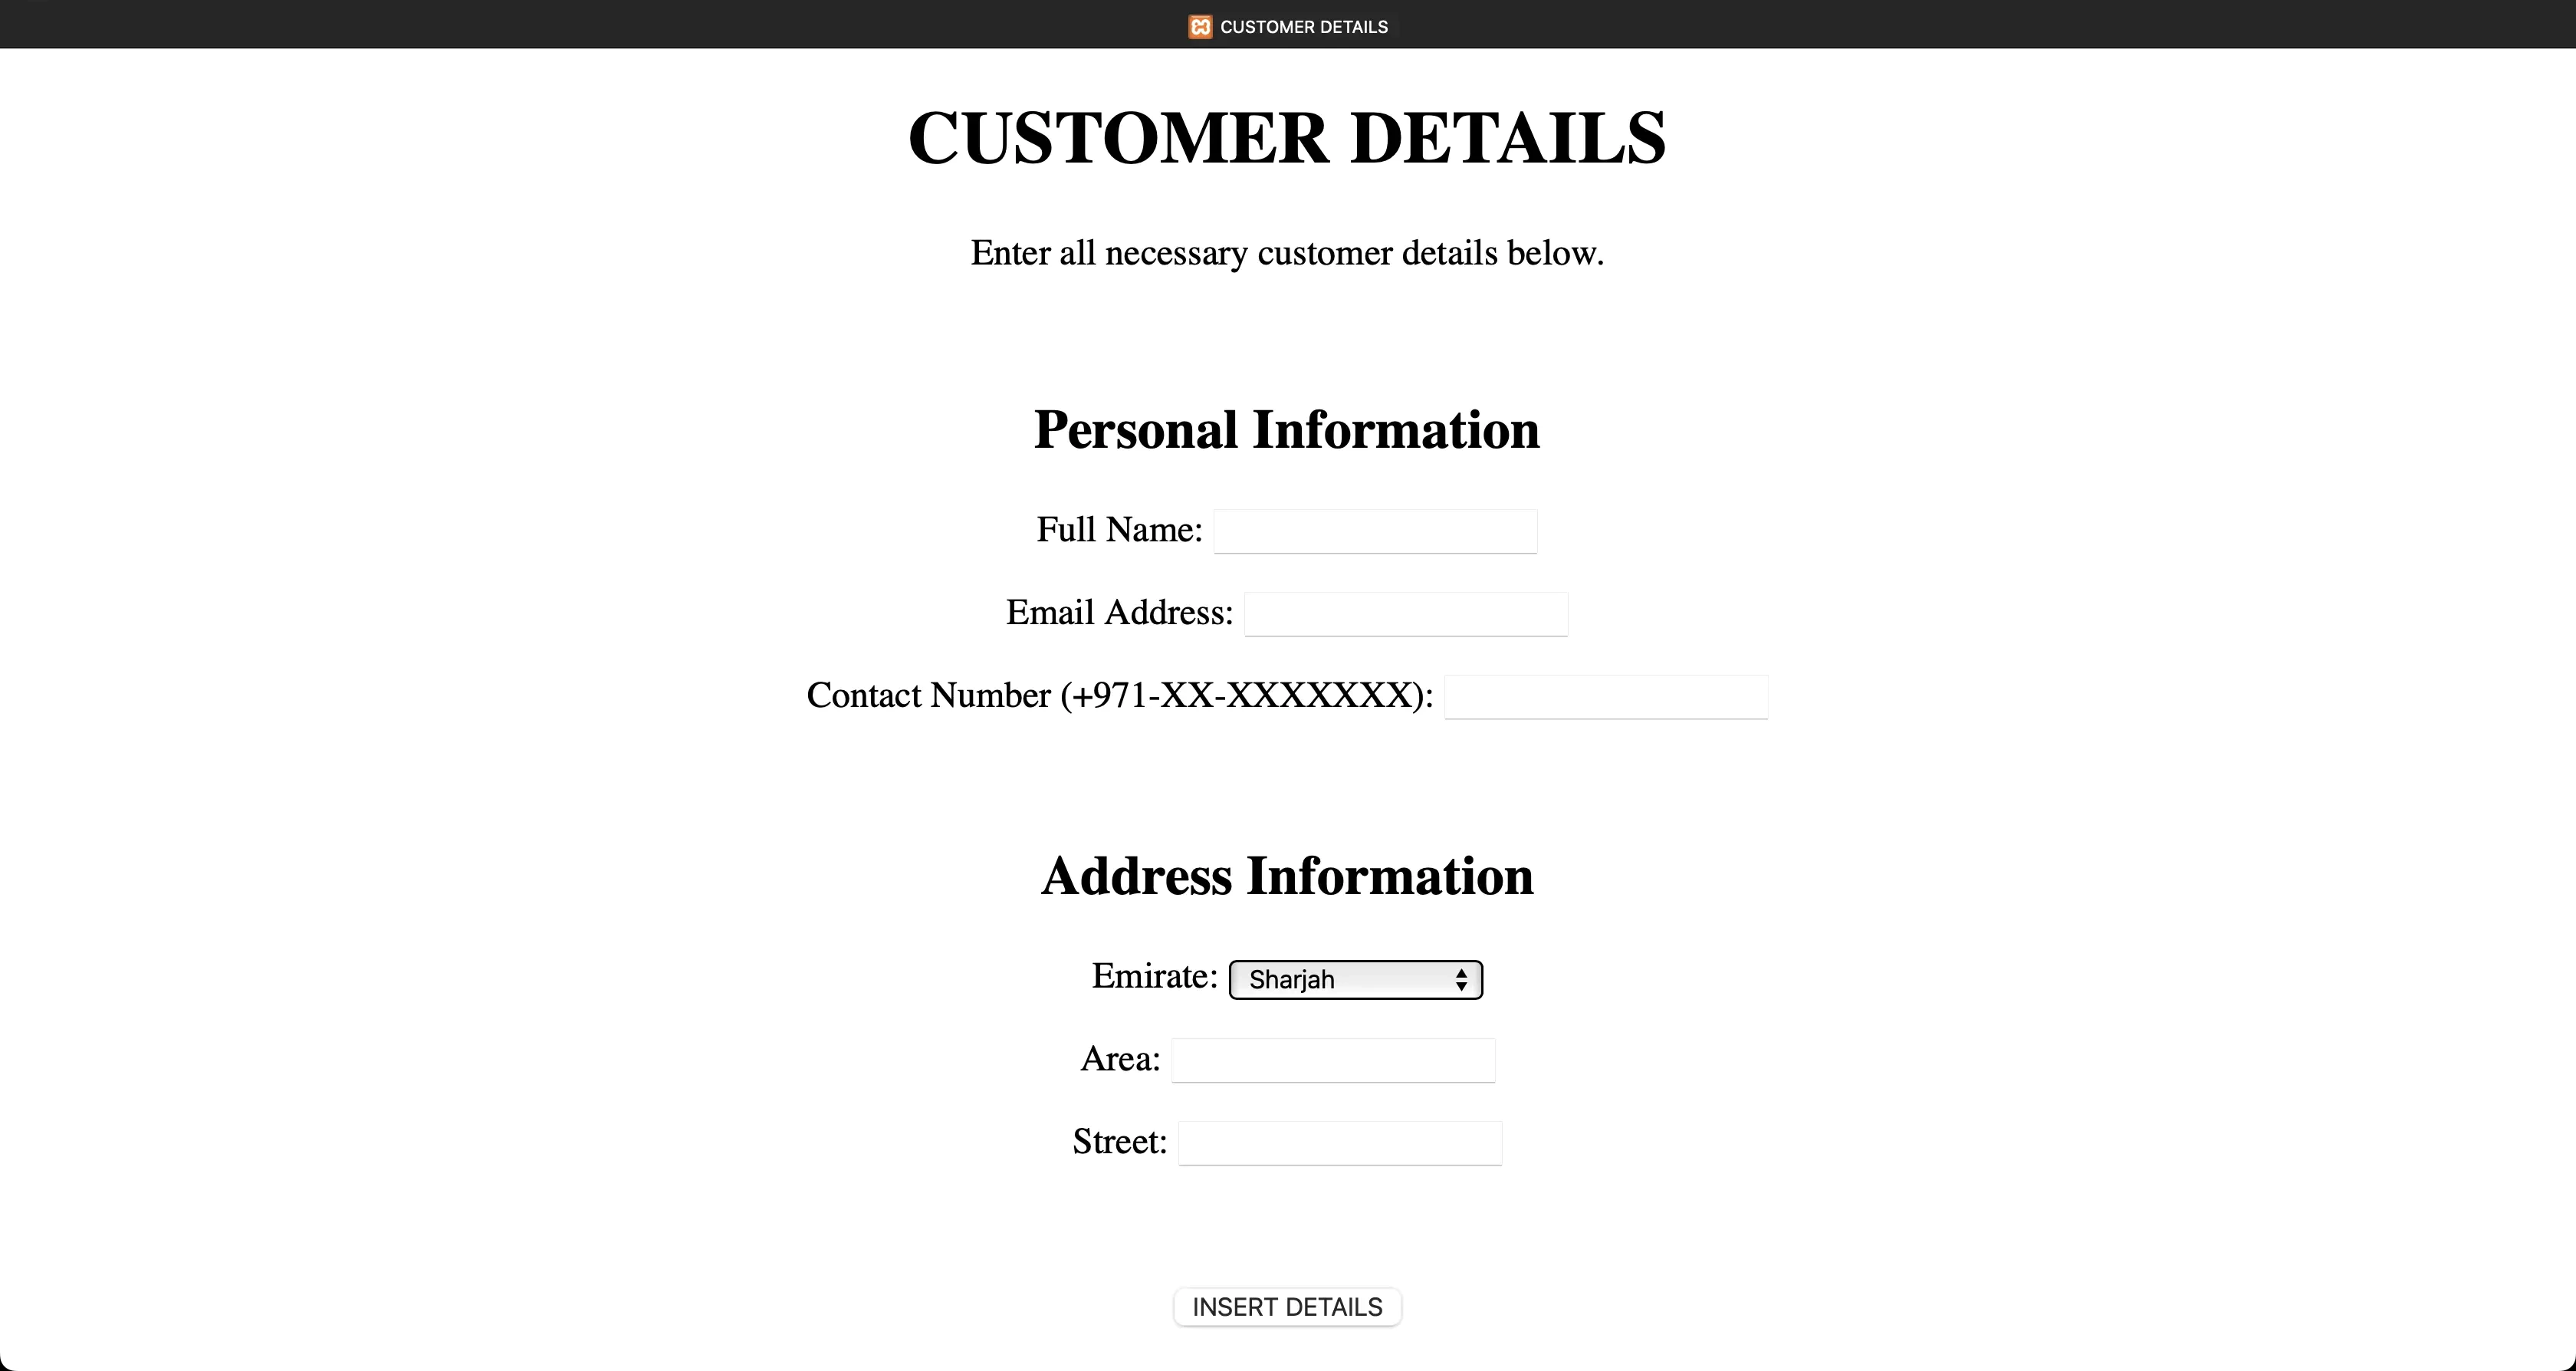 CUSTOMER DETAILS
CUSTOMER DETAILS
Enter all necessary customer details below.
Personal Information
Full Name:
Email Address:
Contact Number (+971-XX-XXXXXXX):
Address Information
Emirate: Sharjah
Area:
Street:
INSERT DETAILS